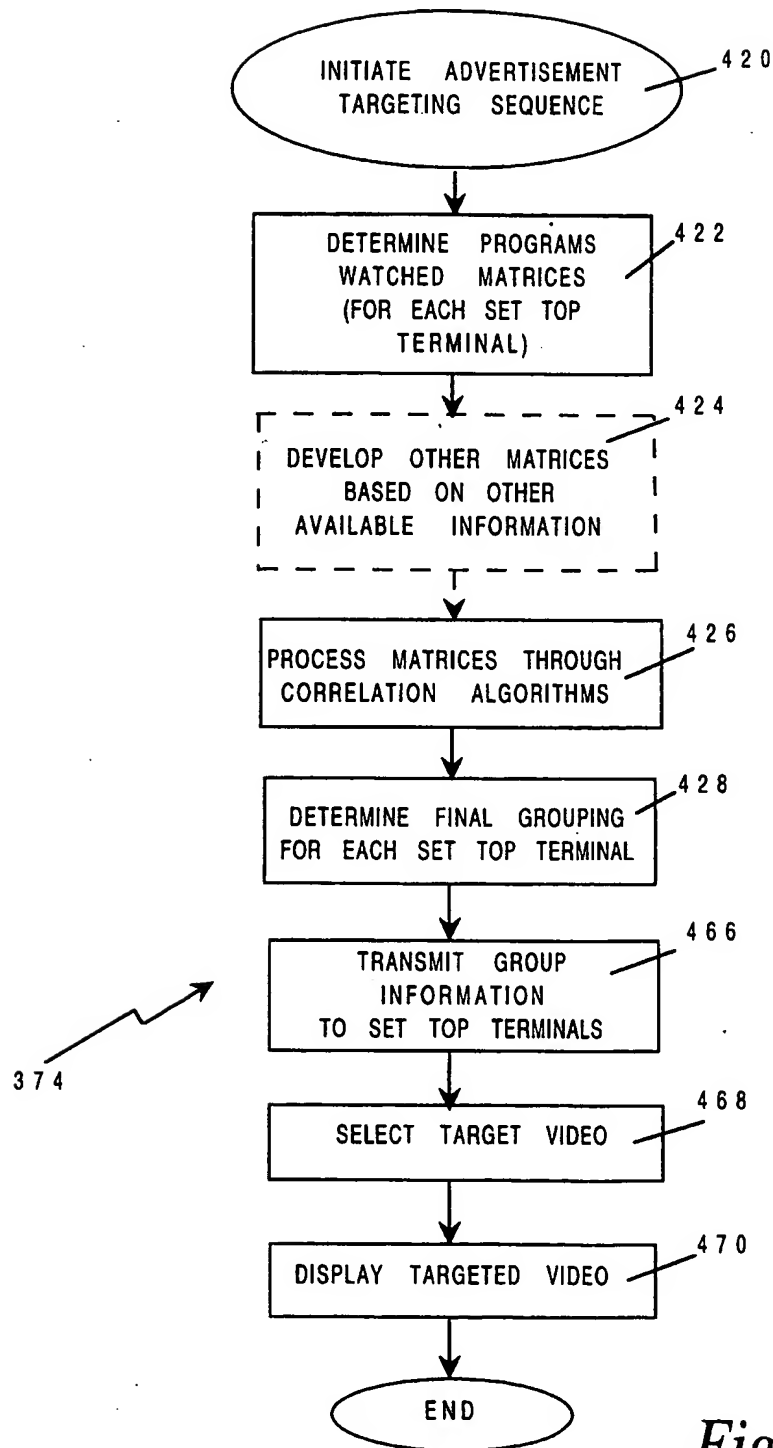 INITIATE ADVERTISEMENT
TARGETING SEQUENCE
420
DETERMINE PROGRAMS
WATCHED MATRICES
(FOR EACH SET TOP
TERMINAL)
422
424
DEVELOP OTHER MATRICES
BASED ON OTHER
AVAILABLE INFORMATION
426
PROCESS MATRICES THROUGH
CORRELATION ALGORITHMS
428
DETERMINE FINAL GROUPING
FOR EACH SET TOP TERMINAL
466
TRANSMIT GROUP
INFORMATION
TO SET TOP TERMINALS
374
468
SELECT TARGET VIDEO
470
DISPLAY TARGETED VIDEO
END